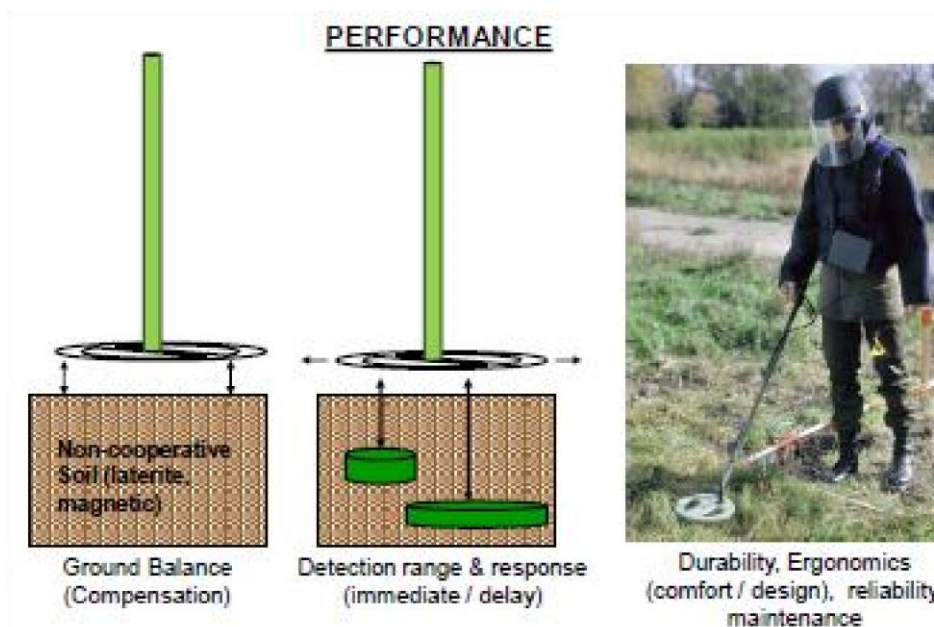 PERFORMANCE
Non-cooperative
Soil (laterite,
magnetic)
Ground Balance
(Compensation)
Detection range & response
(immediate / delay)
Durability, Ergonomics
(comfort / design), reliability
maintenance